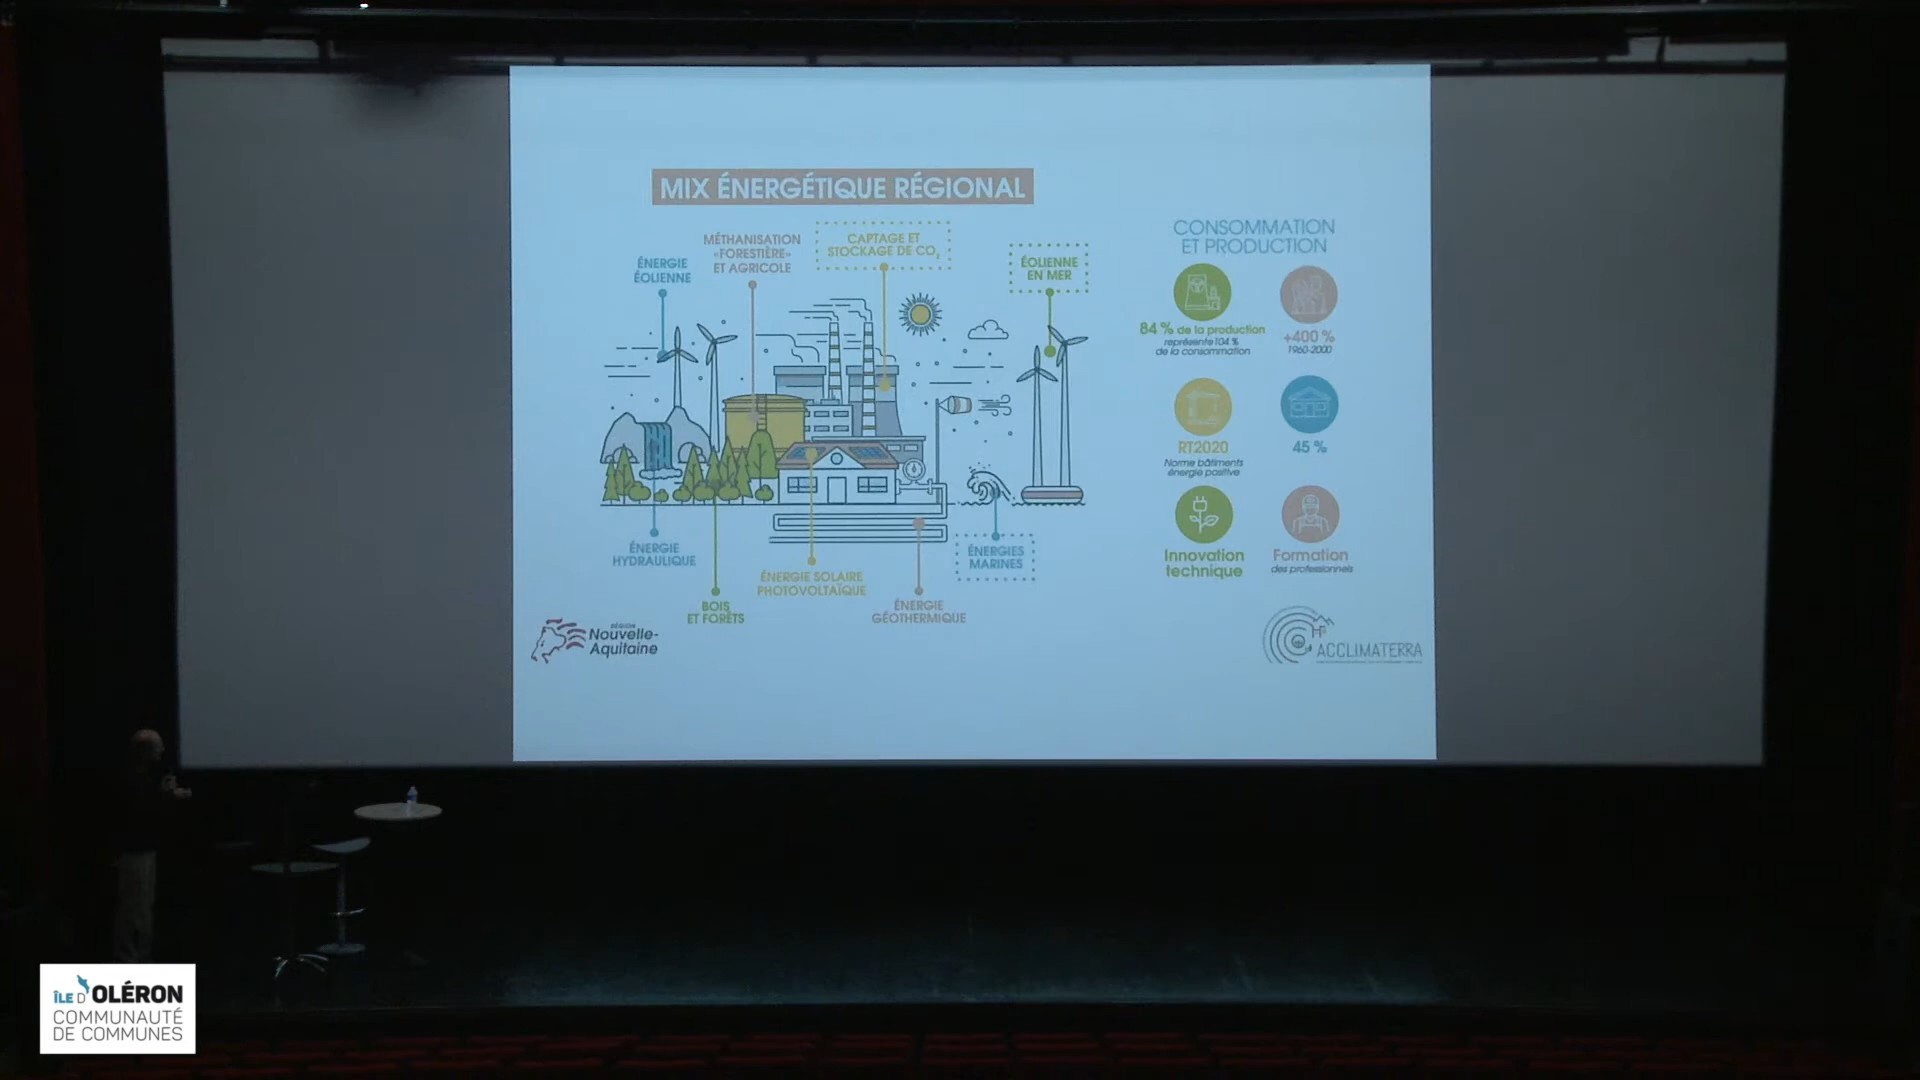 MIX ÉNERGÉTIQUE RÉGIONAL
ÉNERGIE
ÉOLIENNE
MÉTHANISATION
«FORESTIÈRE»
ET AGRICOLE
CAPTAGE ET
STOCKAGE DE CO2
ÉOLIENNE
EN MER
ÉNERGIE
HYDRAULIQUE
BOIS
ET FORÊTS
ÉNERGIE SOLAIRE
PHOTOVOLTAÏQUE
ÉNERGIE
GÉOTHERMIQUE
ÉNERGIES
MARINES
CONSOMMATION
ET PRODUCTION
84 % de la production
représente 104 %
de la consommation
+400 %
1960-2000
RT2020
Norme bâtiments
énergie positive
45 %
Innovation
technique
Formation
des professionnels
RÉGION
Nouvelle-
Aquitaine
ACCLIMATERRA
ÎLE D'OLÉRON
COMMUNAUTÉ
DE COMMUNES